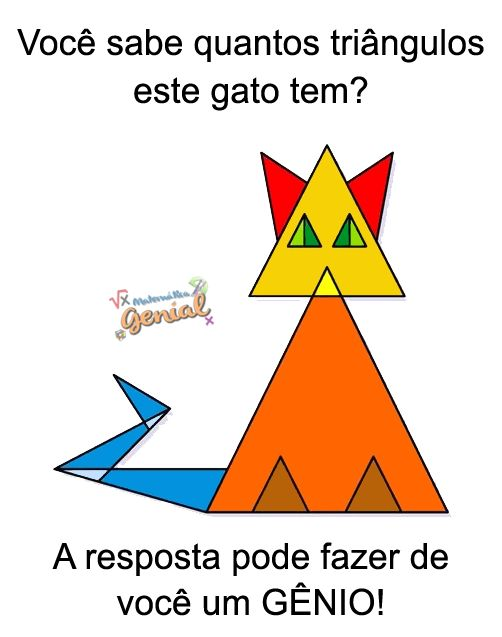 Você sabe quantos triângulos
este gato tem?
√x Matemática
Genial
x
A resposta pode fazer de
você um GÊNIO!